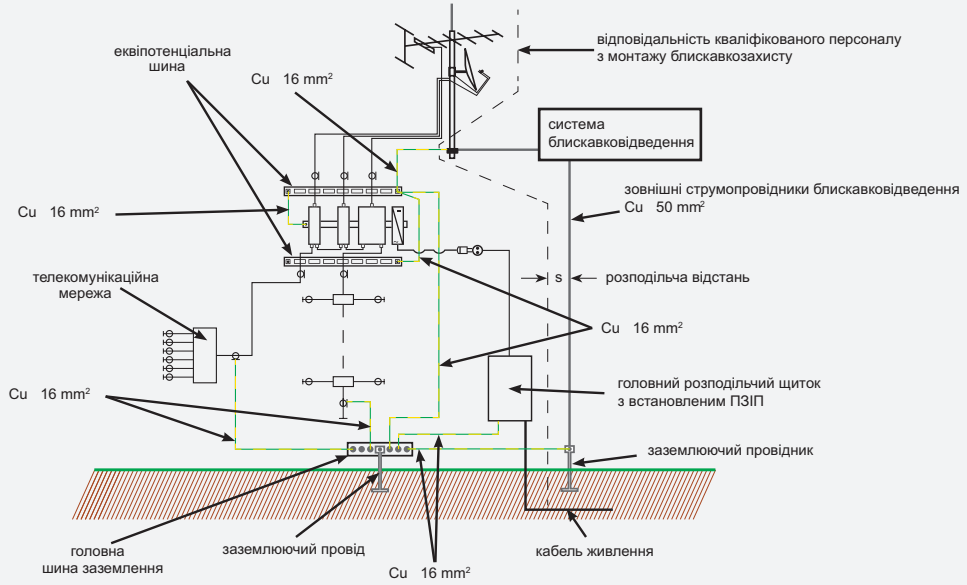 еквіпотенціальна
шина
Cu 16 mm²
відповідальність кваліфікованого персоналу
з монтажу блискавкозахисту
система
блискавковідведення
зовнішні струмопровідники блискавковідведення
Cu 50 mm²
Cu 16 mm²
телекомунікаційна
мережа
s
розподільча відстань
Cu 16 mm²
Cu 16 mm²
головний розподільчий щиток
з встановленим ПЗІП
заземлюючий провідник
головна
шина заземлення
заземлюючий провід
Cu 16 mm²
кабель живлення